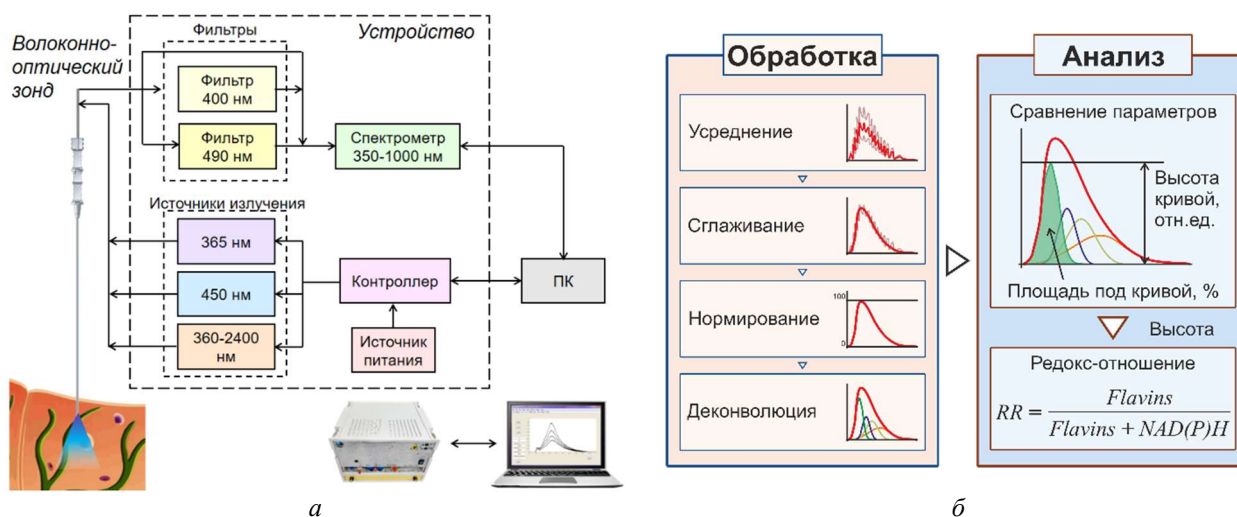 Волоконно-
оптический
зонд
Фильтры
Устройство
Фильтр
400 нм
Фильтр
490 нм
Спектрометр
350-1000 нм
Источники излучения
365 нм
450 нм
360-2400
нм
Контроллер
ПК
Источник
питания
а
Обработка
Усреднение
Сглаживание
Нормирование
100
0
Деконволюция
Анализ
Сравнение параметров
Высота
кривой,
отн.ед.
Площадь под кривой, %
Высота
Редокс-отношение
RR = Flavins / Flavins + NAD(P)H
б